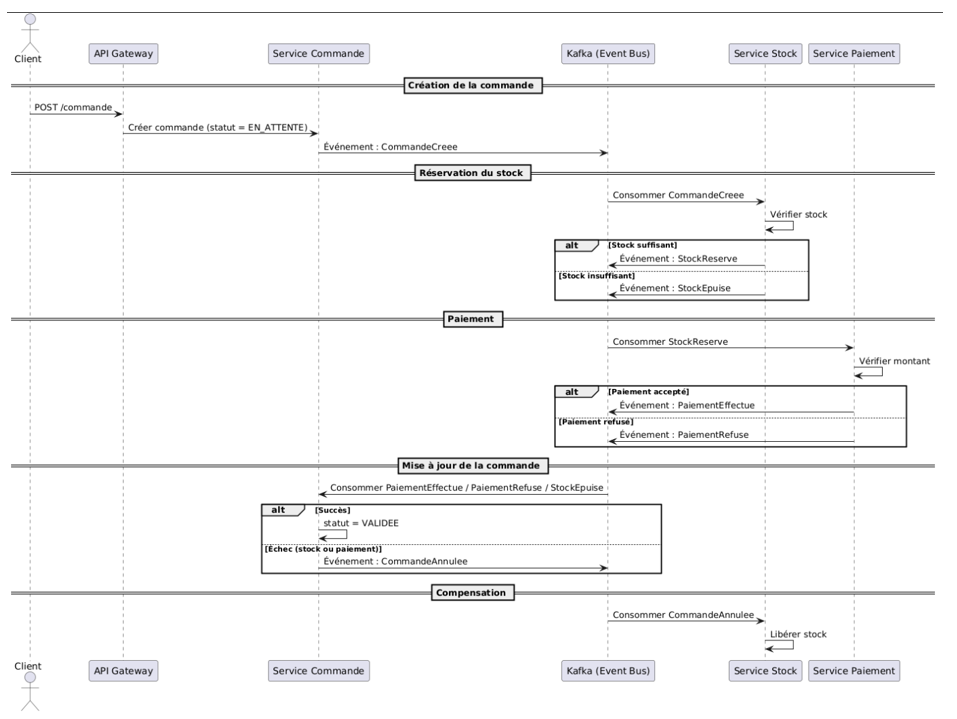 Client
API Gateway
Service Commande
Kafka (Event Bus)
Service Stock
Service Paiement
Création de la commande
POST /commande
Créer commande (statut = EN_ATTENTE)
Événement : CommandeCreee
Réservation du stock
Consommer CommandeCreee
Vérifier stock
alt
[Stock suffisant]
Événement : StockReserve
[Stock insuffisant]
Événement : StockEpuise
Paiement
Consommer StockReserve
Vérifier montant
alt
[Paiement accepté]
Événement : PaiementEffectue
[Paiement refusé]
Événement : PaiementRefuse
Mise à jour de la commande
Consommer PaiementEffectue / PaiementRefuse / StockEpuise
alt
[Succès]
statut = VALIDEE
[Échec (stock ou paiement)]
Événement : CommandeAnnulee
Compensation
Consommer CommandeAnnulee
Libérer stock
Client
API Gateway
Service Commande
Kafka (Event Bus)
Service Stock
Service Paiement